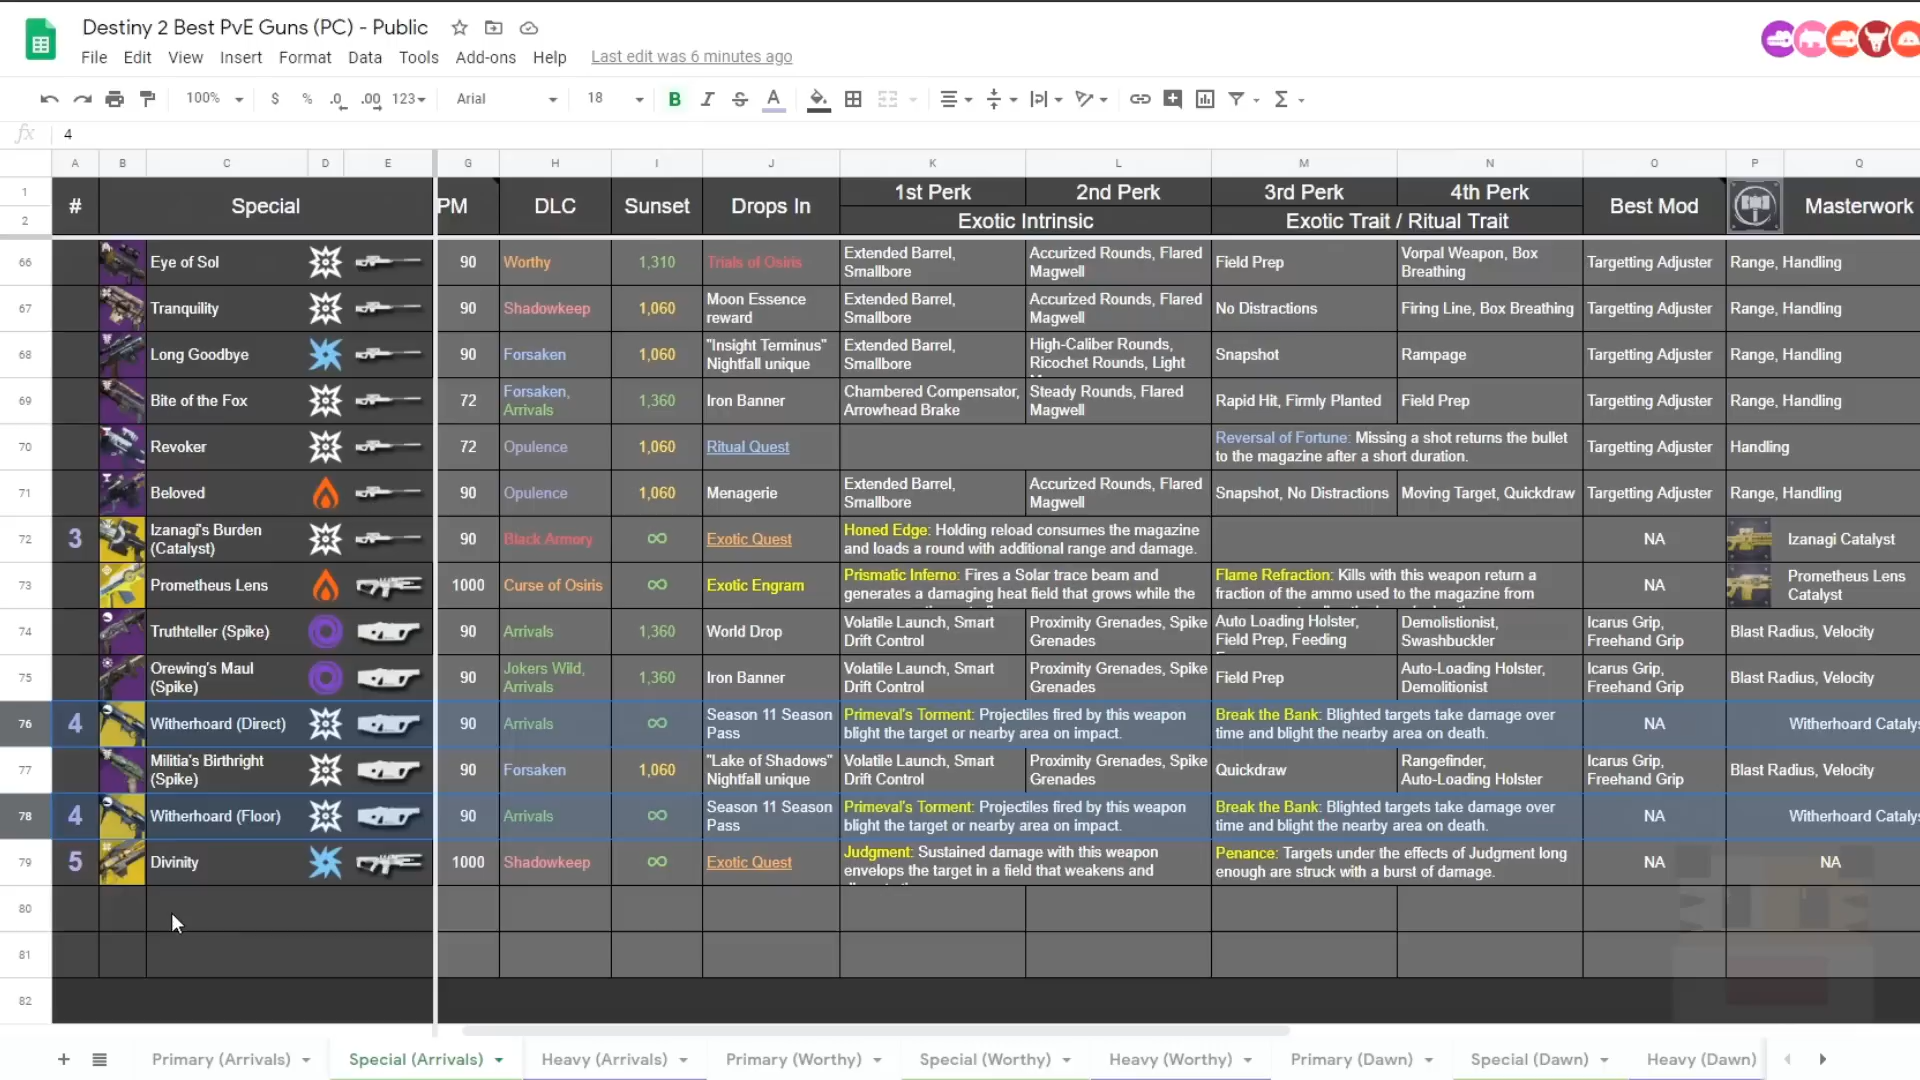 Destiny 2 Best PvE Guns (PC) - Public
File Edit View Insert Format Data Tools Add-ons Help Last edit was 6 minutes ago
100% $ % .0 .00 123 Arial 18 B I S A
fx 4
A B C D E G H I J K L M N O P Q
1 # Special PM DLC Sunset Drops In 1st Perk 2nd Perk 3rd Perk 4th Perk Best Mod Masterwork
2 Exotic Intrinsic Exotic Trait / Ritual Trait
66 Eye of Sol 90 Worthy 1,310 Trials of Osiris Extended Barrel, Smallbore Accurized Rounds, Flared Magwell Field Prep Vorpal Weapon, Box Breathing Targetting Adjuster Range, Handling
67 Tranquility 90 Shadowkeep 1,060 Moon Essence reward Extended Barrel, Smallbore Accurized Rounds, Flared Magwell No Distractions Firing Line, Box Breathing Targetting Adjuster Range, Handling
68 Long Goodbye 90 Forsaken 1,060 "Insight Terminus" Nightfall unique Extended Barrel, Smallbore High-Caliber Rounds, Ricochet Rounds, Light Snapshot Rampage Targetting Adjuster Range, Handling
69 Bite of the Fox 72 Forsaken, Arrivals 1,360 Iron Banner Chambered Compensator, Arrowhead Brake Steady Rounds, Flared Magwell Rapid Hit, Firmly Planted Field Prep Targetting Adjuster Range, Handling
70 Revoker 72 Opulence 1,060 Ritual Quest Reversal of Fortune: Missing a shot returns the bullet to the magazine after a short duration. Targetting Adjuster Handling
71 Beloved 90 Opulence 1,060 Menagerie Extended Barrel, Smallbore Accurized Rounds, Flared Magwell Snapshot, No Distractions Moving Target, Quickdraw Targetting Adjuster Range, Handling
72 3 Izanagi's Burden (Catalyst) 90 Black Armory ∞ Exotic Quest Honed Edge: Holding reload consumes the magazine and loads a round with additional range and damage. NA Izanagi Catalyst
73 Prometheus Lens 1000 Curse of Osiris ∞ Exotic Engram Prismatic Inferno: Fires a Solar trace beam and generates a damaging heat field that grows while the Flame Refraction: Kills with this weapon return a fraction of the ammo used to the magazine from NA Prometheus Lens Catalyst
74 Truthteller (Spike) 90 Arrivals 1,360 World Drop Volatile Launch, Smart Drift Control Proximity Grenades, Spike Grenades Auto Loading Holster, Field Prep, Feeding Demolistionist, Swashbuckler Icarus Grip, Freehand Grip Blast Radius, Velocity
75 Orewing's Maul (Spike) 90 Jokers Wild, Arrivals 1,360 Iron Banner Volatile Launch, Smart Drift Control Proximity Grenades, Spike Grenades Field Prep Auto-Loading Holster, Demolitionist Icarus Grip, Freehand Grip Blast Radius, Velocity
76 4 Witherhoard (Direct) 90 Arrivals ∞ Season 11 Season Pass Primeval's Torment: Projectiles fired by this weapon blight the target or nearby area on impact. Break the Bank: Blighted targets take damage over time and blight the nearby area on death. NA Witherhoard Catalys
77 Militia's Birthright (Spike) 90 Forsaken 1,060 "Lake of Shadows" Nightfall unique Volatile Launch, Smart Drift Control Proximity Grenades, Spike Grenades Quickdraw Rangefinder, Auto-Loading Holster Icarus Grip, Freehand Grip Blast Radius, Velocity
78 4 Witherhoard (Floor) 90 Arrivals ∞ Season 11 Season Pass Primeval's Torment: Projectiles fired by this weapon blight the target or nearby area on impact. Break the Bank: Blighted targets take damage over time and blight the nearby area on death. NA Witherhoard Catalys
79 5 Divinity 1000 Shadowkeep ∞ Exotic Quest Judgment: Sustained damage with this weapon envelops the target in a field that weakens and Penance: Targets under the effects of Judgment long enough are struck with a burst of damage. NA NA
80
81
82
Primary (Arrivals) Special (Arrivals) Heavy (Arrivals) Primary (Worthy) Special (Worthy) Heavy (Worthy) Primary (Dawn) Special (Dawn) Heavy (Dawn)